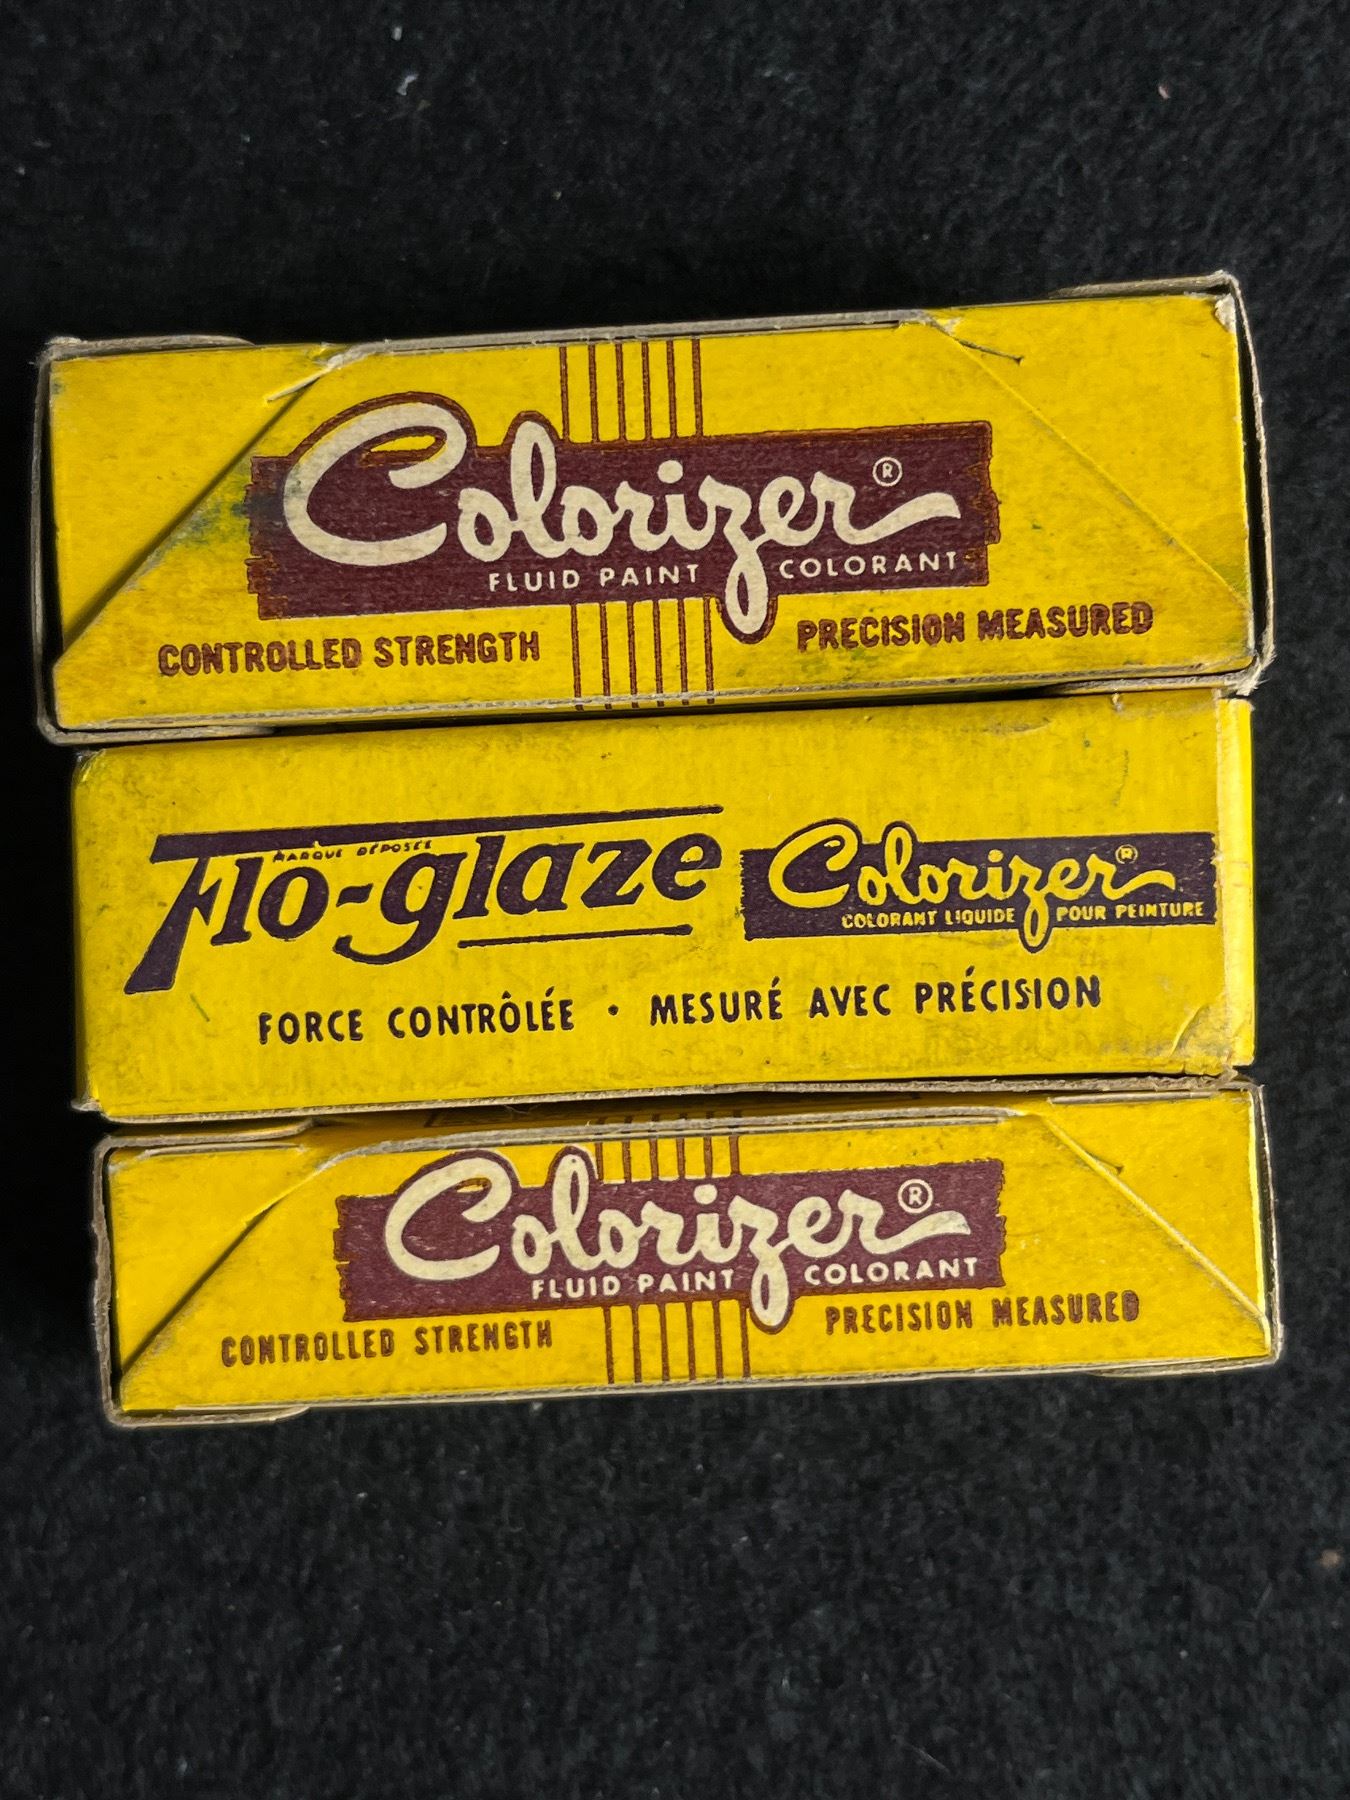 Colorizer®
FLUID PAINT COLORANT
CONTROLLED STRENGTH PRECISION MEASURED
Flo-glaze
MARQUE DÉPOSÉE
Colorizer®
COLORANT LIQUIDE POUR PEINTURE
FORCE CONTRÔLÉE · MESURÉ AVEC PRÉCISION
Colorizer®
FLUID PAINT COLORANT
CONTROLLED STRENGTH PRECISION MEASURED